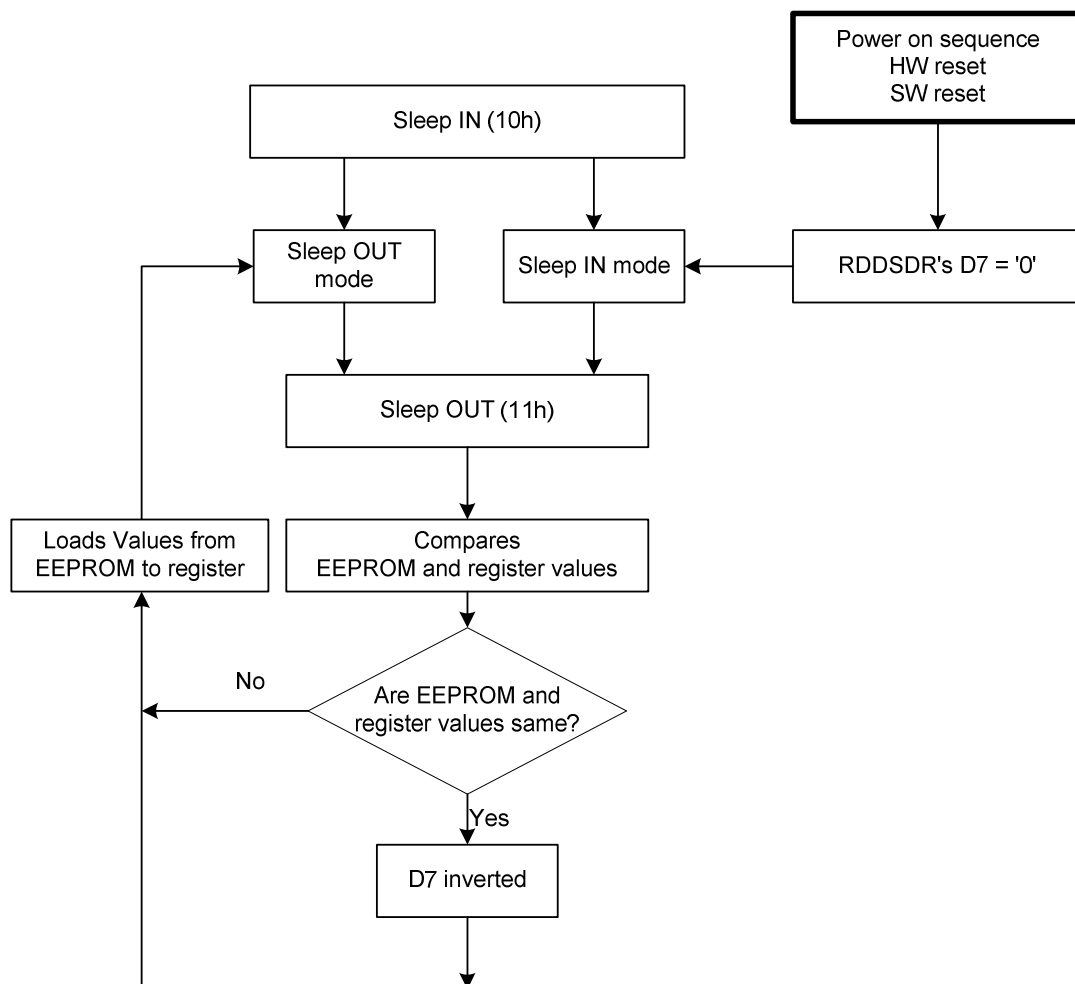 Power on sequence
HW reset
SW reset
Sleep IN (10h)
Sleep OUT
mode
Sleep IN mode
RDDSDR's D7 = '0'
Sleep OUT (11h)
Loads Values from
EEPROM to register
Compares
EEPROM and register values
No
Are EEPROM and
register values same?
Yes
D7 inverted